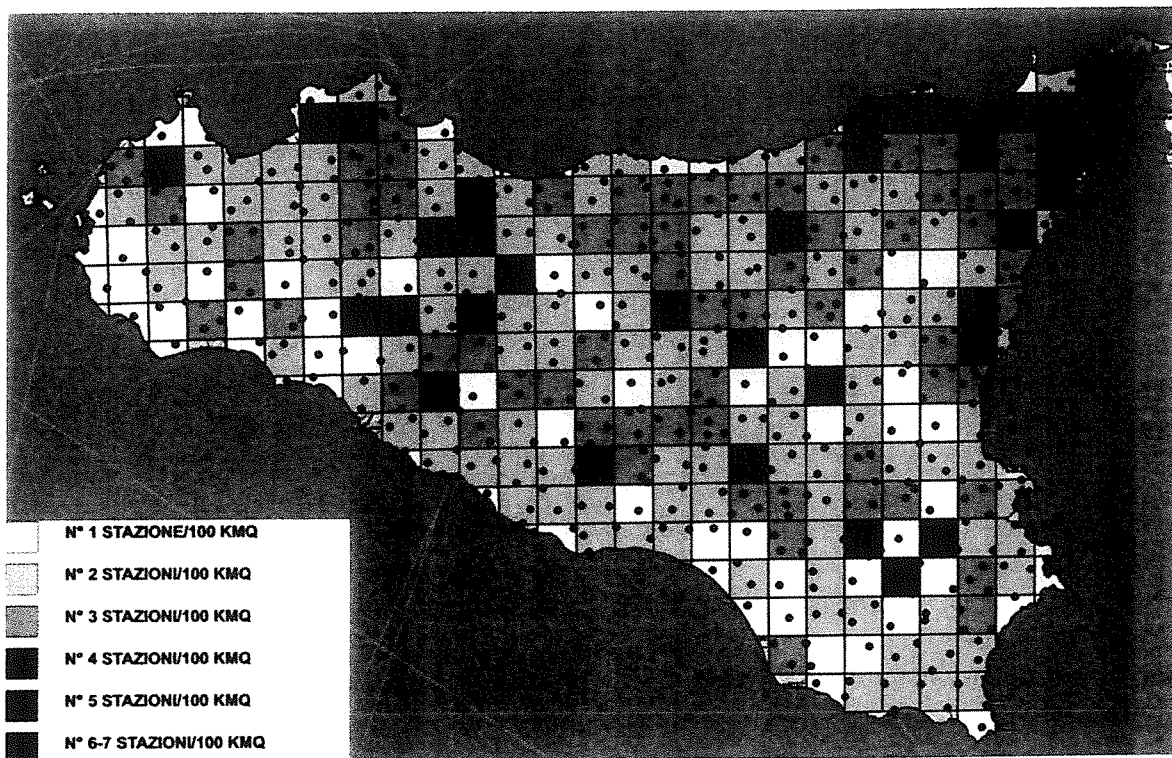 N° 1 STAZIONE/100 KMQ
N° 2 STAZIONI/100 KMQ
N° 3 STAZIONI/100 KMQ
N° 4 STAZIONI/100 KMQ
N° 5 STAZIONI/100 KMQ
N° 6-7 STAZIONI/100 KMQ